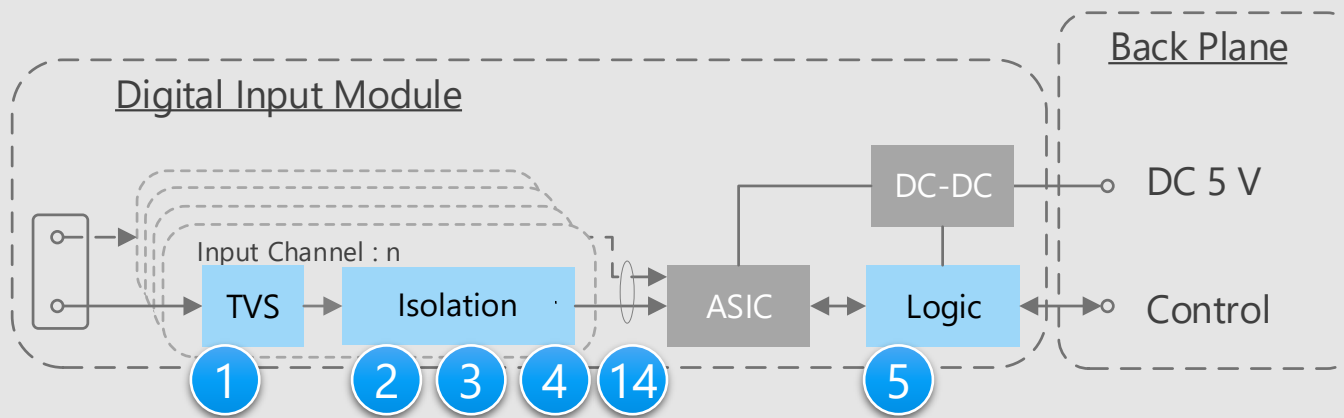 Back Plane
Digital Input Module
DC-DC
DC 5 V
Input Channel : n
TVS
Isolation
ASIC
Logic
Control
1
2
3
4
14
5